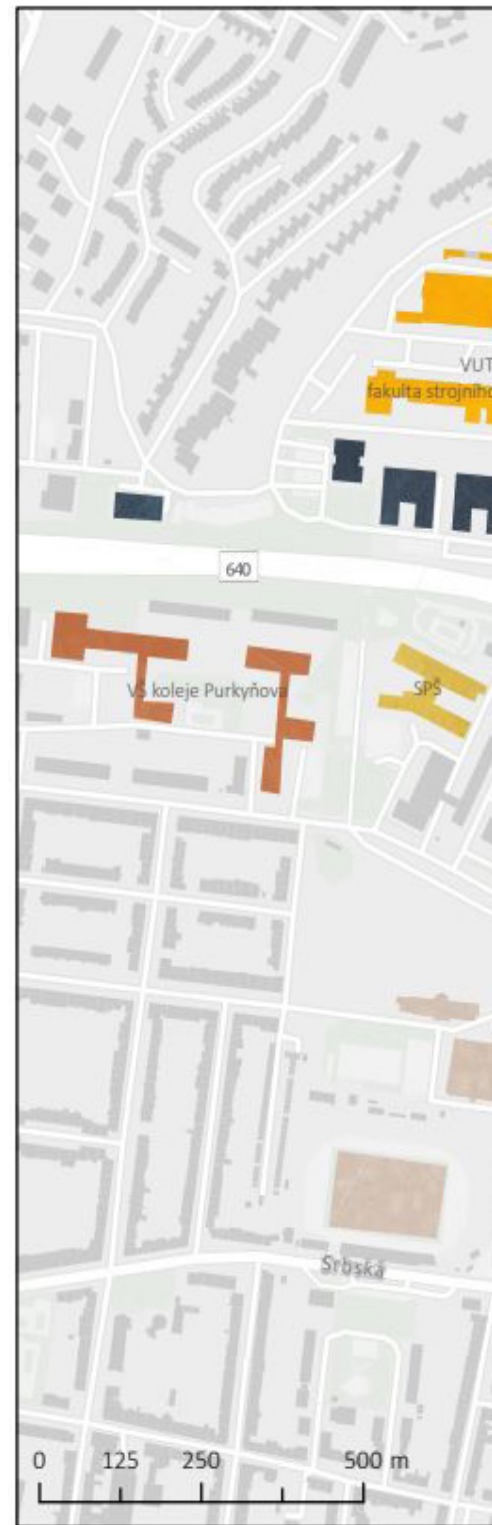 VUT
fakulta strojního
640
VŠ koleje Purkyňova
SPŠ
Srbská
0 125 250 500 m